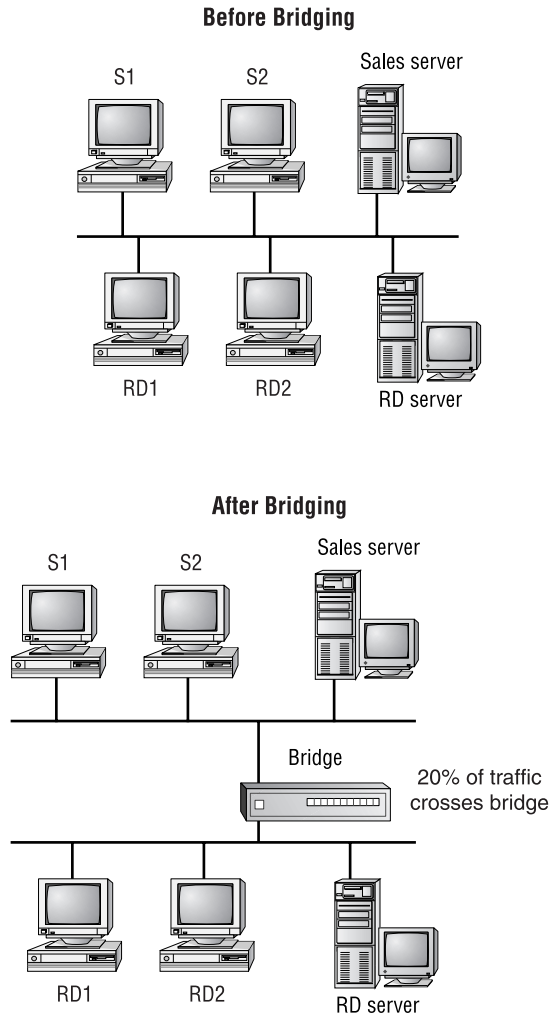 Before Bridging
S1
S2
Sales server
RD1
RD2
RD server
After Bridging
S1
S2
Sales server
Bridge
20% of traffic
crosses bridge
RD1
RD2
RD server